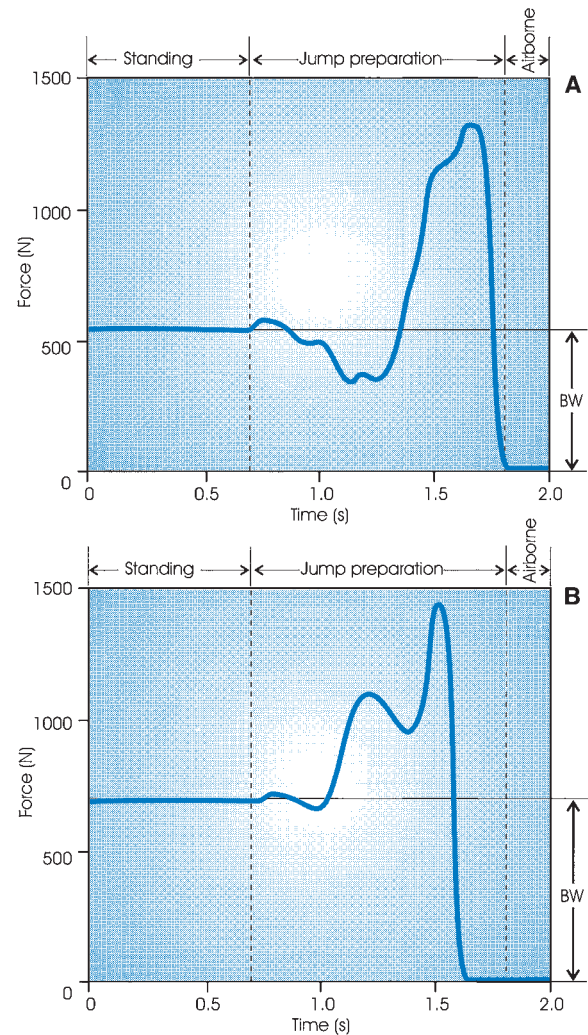 Standing Jump preparation Airborne
A
1500
1000
500
0
Force (N)
BW
0 0.5 1.0 1.5 2.0
Time (s)
Standing Jump preparation Airborne
B
1500
1000
500
0
Force (N)
BW
0 0.5 1.0 1.5 2.0
Time (s)